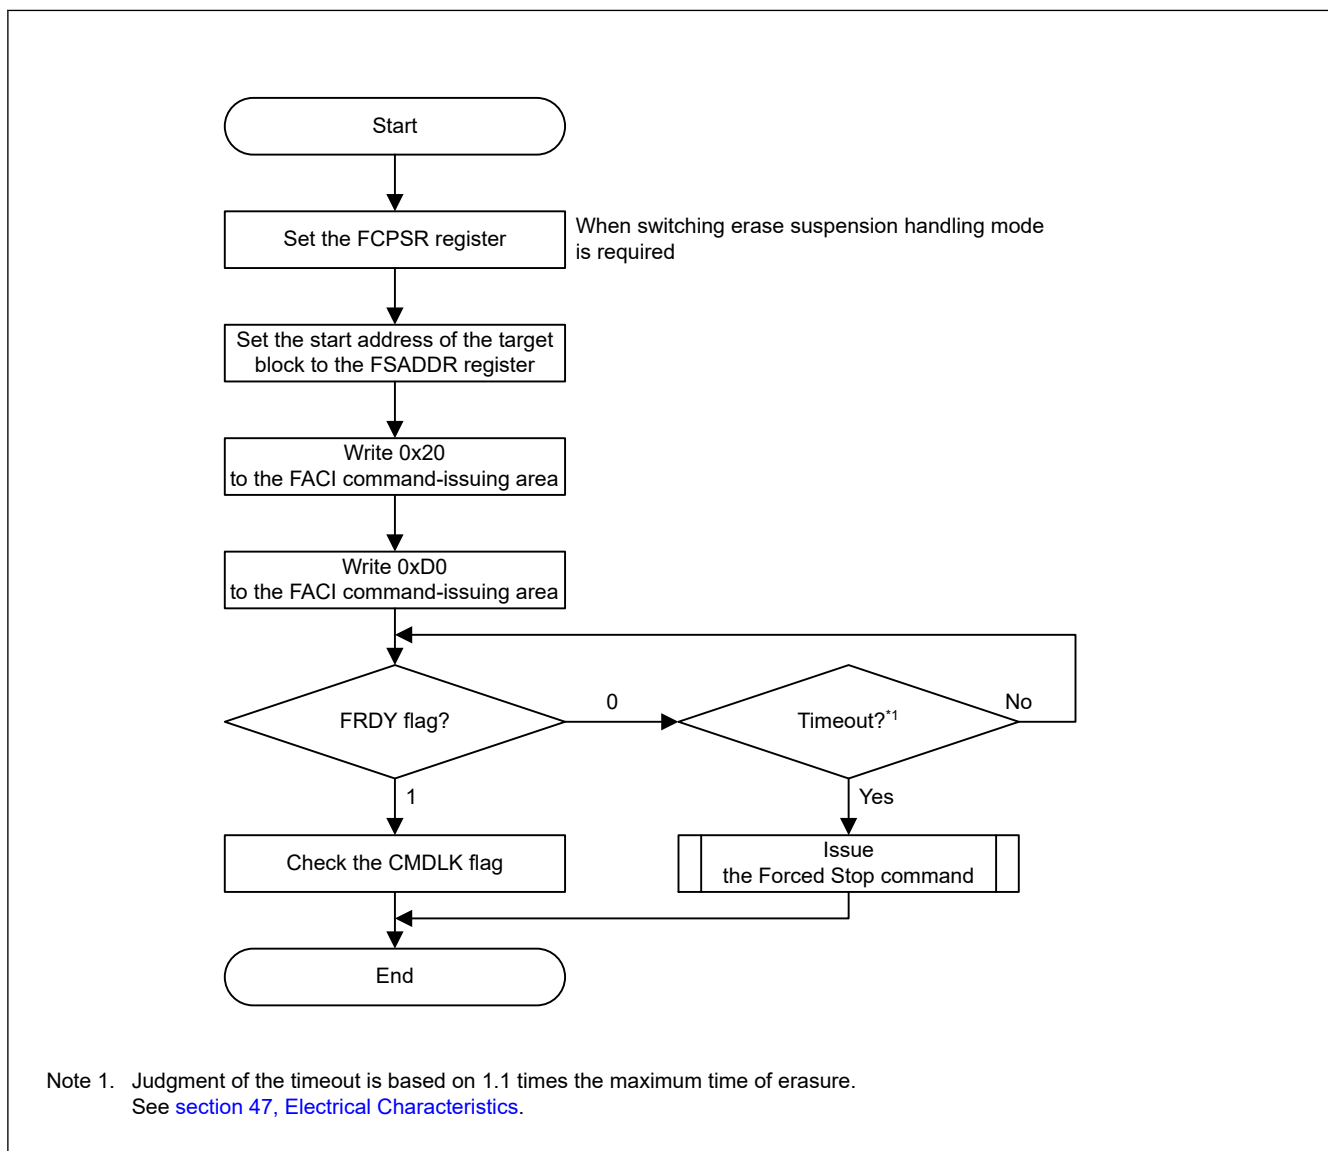 Start
Set the FCPSR register
When switching erase suspension handling mode
is required
Set the start address of the target
block to the FSADDR register
Write 0x20
to the FACI command-issuing area
Write 0xD0
to the FACI command-issuing area
FRDY flag?
0
Timeout?*1
No
1
Yes
Check the CMDLK flag
Issue
the Forced Stop command
End
Note 1. Judgment of the timeout is based on 1.1 times the maximum time of erasure.
See section 47, Electrical Characteristics.